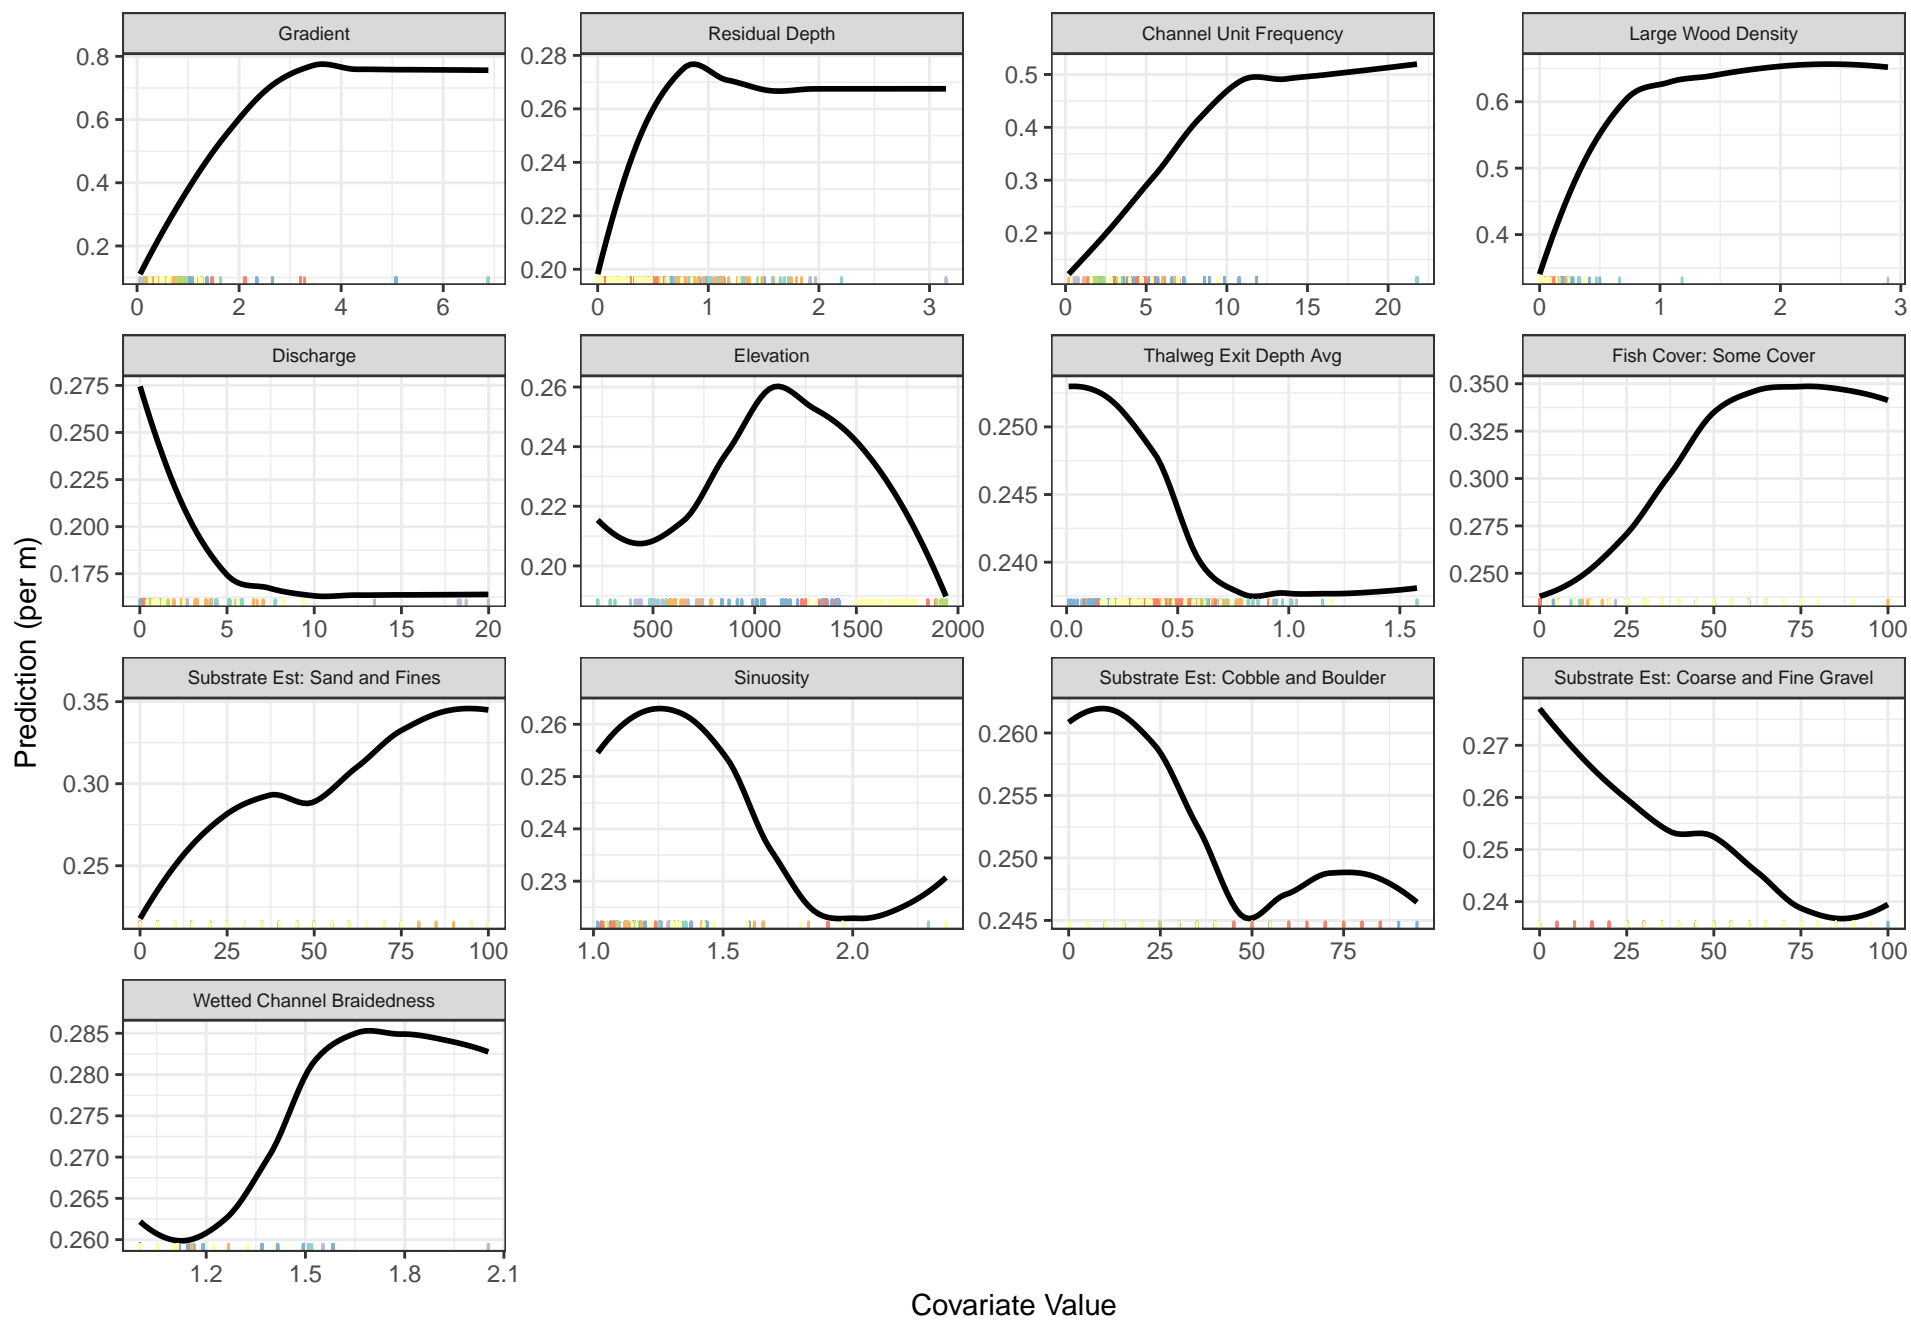 Gradient
Residual Depth
Channel Unit Frequency
Large Wood Density
0.8
0.6
0.4
0.2
0 2 4 6
0.28
0.26
0.24
0.22
0.20
0 1 2 3
0.5
0.4
0.3
0.2
0 5 10 15 20
0.6
0.5
0.4
0 1 2 3
Discharge
Elevation
Thalweg Exit Depth Avg
Fish Cover: Some Cover
0.275
0.250
0.225
0.200
0.175
0 5 10 15 20
0.26
0.24
0.22
0.20
500 1000 1500 2000
0.250
0.245
0.240
0.0 0.5 1.0 1.5
0.350
0.325
0.300
0.275
0.250
0 25 50 75 100
Substrate Est: Sand and Fines
Sinuosity
Substrate Est: Cobble and Boulder
Substrate Est: Coarse and Fine Gravel
0.35
0.30
0.25
0 25 50 75 100
0.26
0.25
0.24
0.23
1.0 1.5 2.0
0.260
0.255
0.250
0.245
0 25 50 75
0.27
0.26
0.25
0.24
0 25 50 75 100
Wetted Channel Braidedness
0.285
0.280
0.275
0.270
0.265
0.260
1.2 1.5 1.8 2.1
Prediction (per m)
Covariate Value